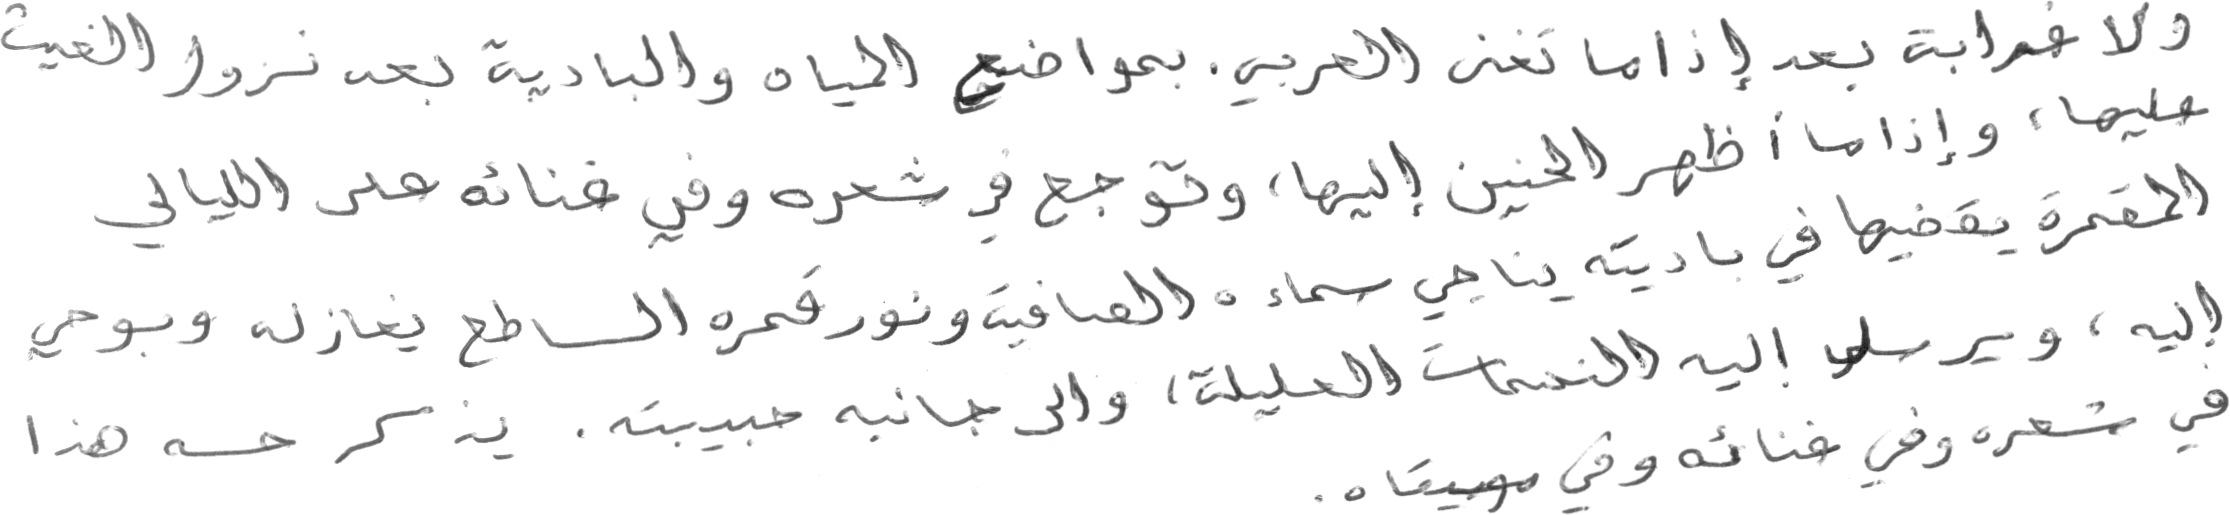 ولا غرابة بعد إذا ما تغنى العربي. بمواضع المياه والبادية بعد نزول الغيث
عليها، وإذا ما أظهر الحنين إليها، وتوجع في شعره وفي غنائه على الليالي
المقمرة يقضيها في باديته يناجي سماءه الصافية ونور قمره الساطع يغازله ويوحي
إليه، ويرسل إليه النسمات العليلة، والى جانبه حبيبته. يذكر حسه هذا
في شعره وفي غنائه وفي موسيقاه.